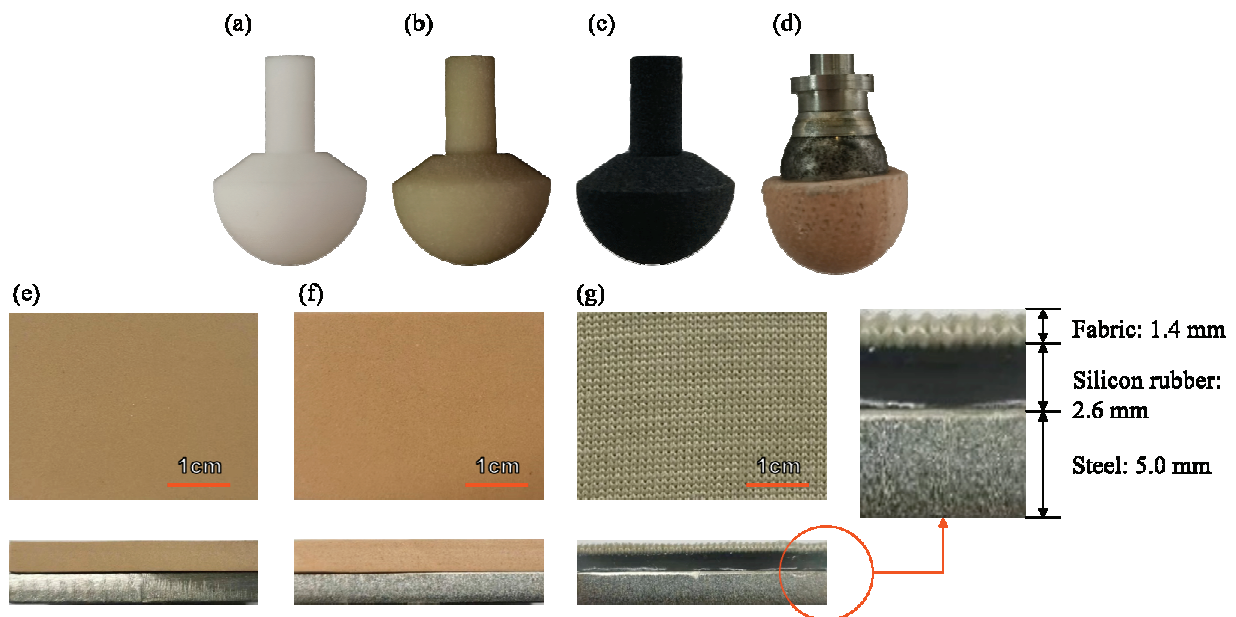 (a)
(b)
(c)
(d)
(e)
(f)
(g)
1cm
1cm
1cm
Fabric: 1.4 mm
Silicon rubber:
2.6 mm
Steel: 5.0 mm